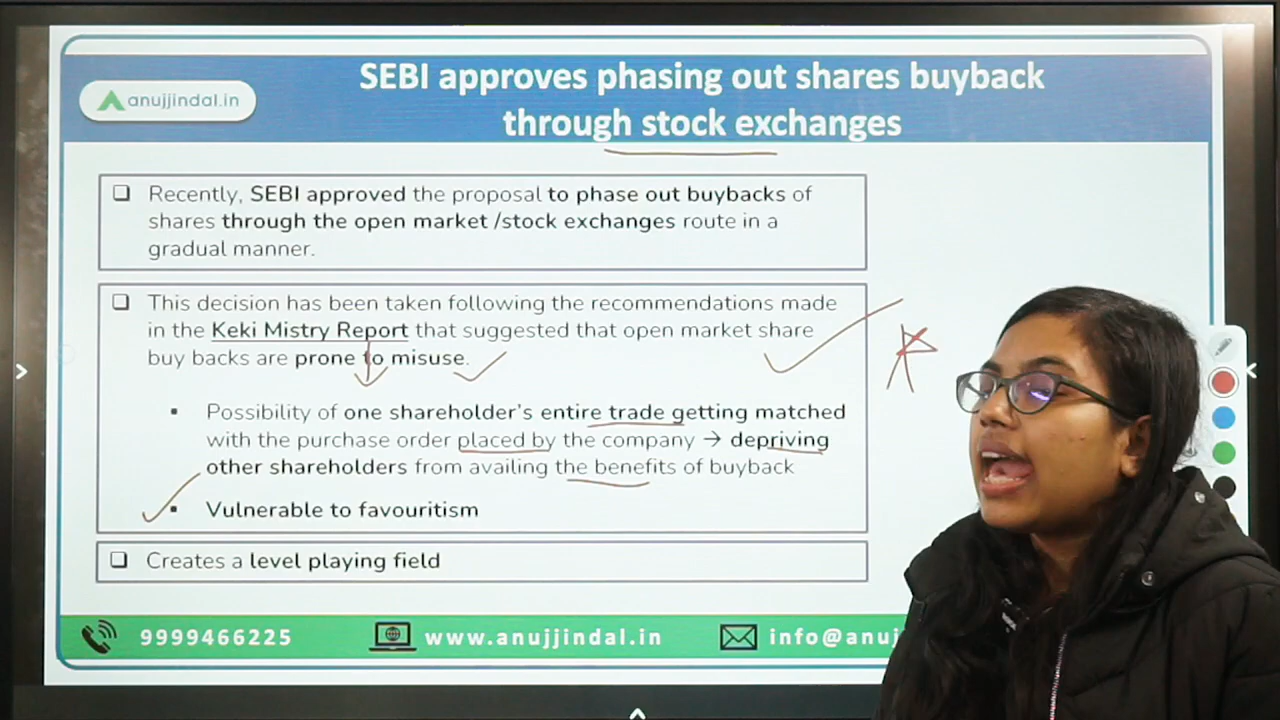 SEBI approves phasing out shares buyback
through stock exchanges
anujjindal.in
Recently, SEBI approved the proposal to phase out buybacks of
shares through the open market /stock exchanges route in a
gradual manner.
This decision has been taken following the recommendations made
in the Keki Mistry Report that suggested that open market share
buy backs are prone to misuse.
Possibility of one shareholder's entire trade getting matched
with the purchase order placed by the company → depriving
other shareholders from availing the benefits of buyback
Vulnerable to favouritism
Creates a level playing field
9999466225
www.anujjindal.in
info@anuj